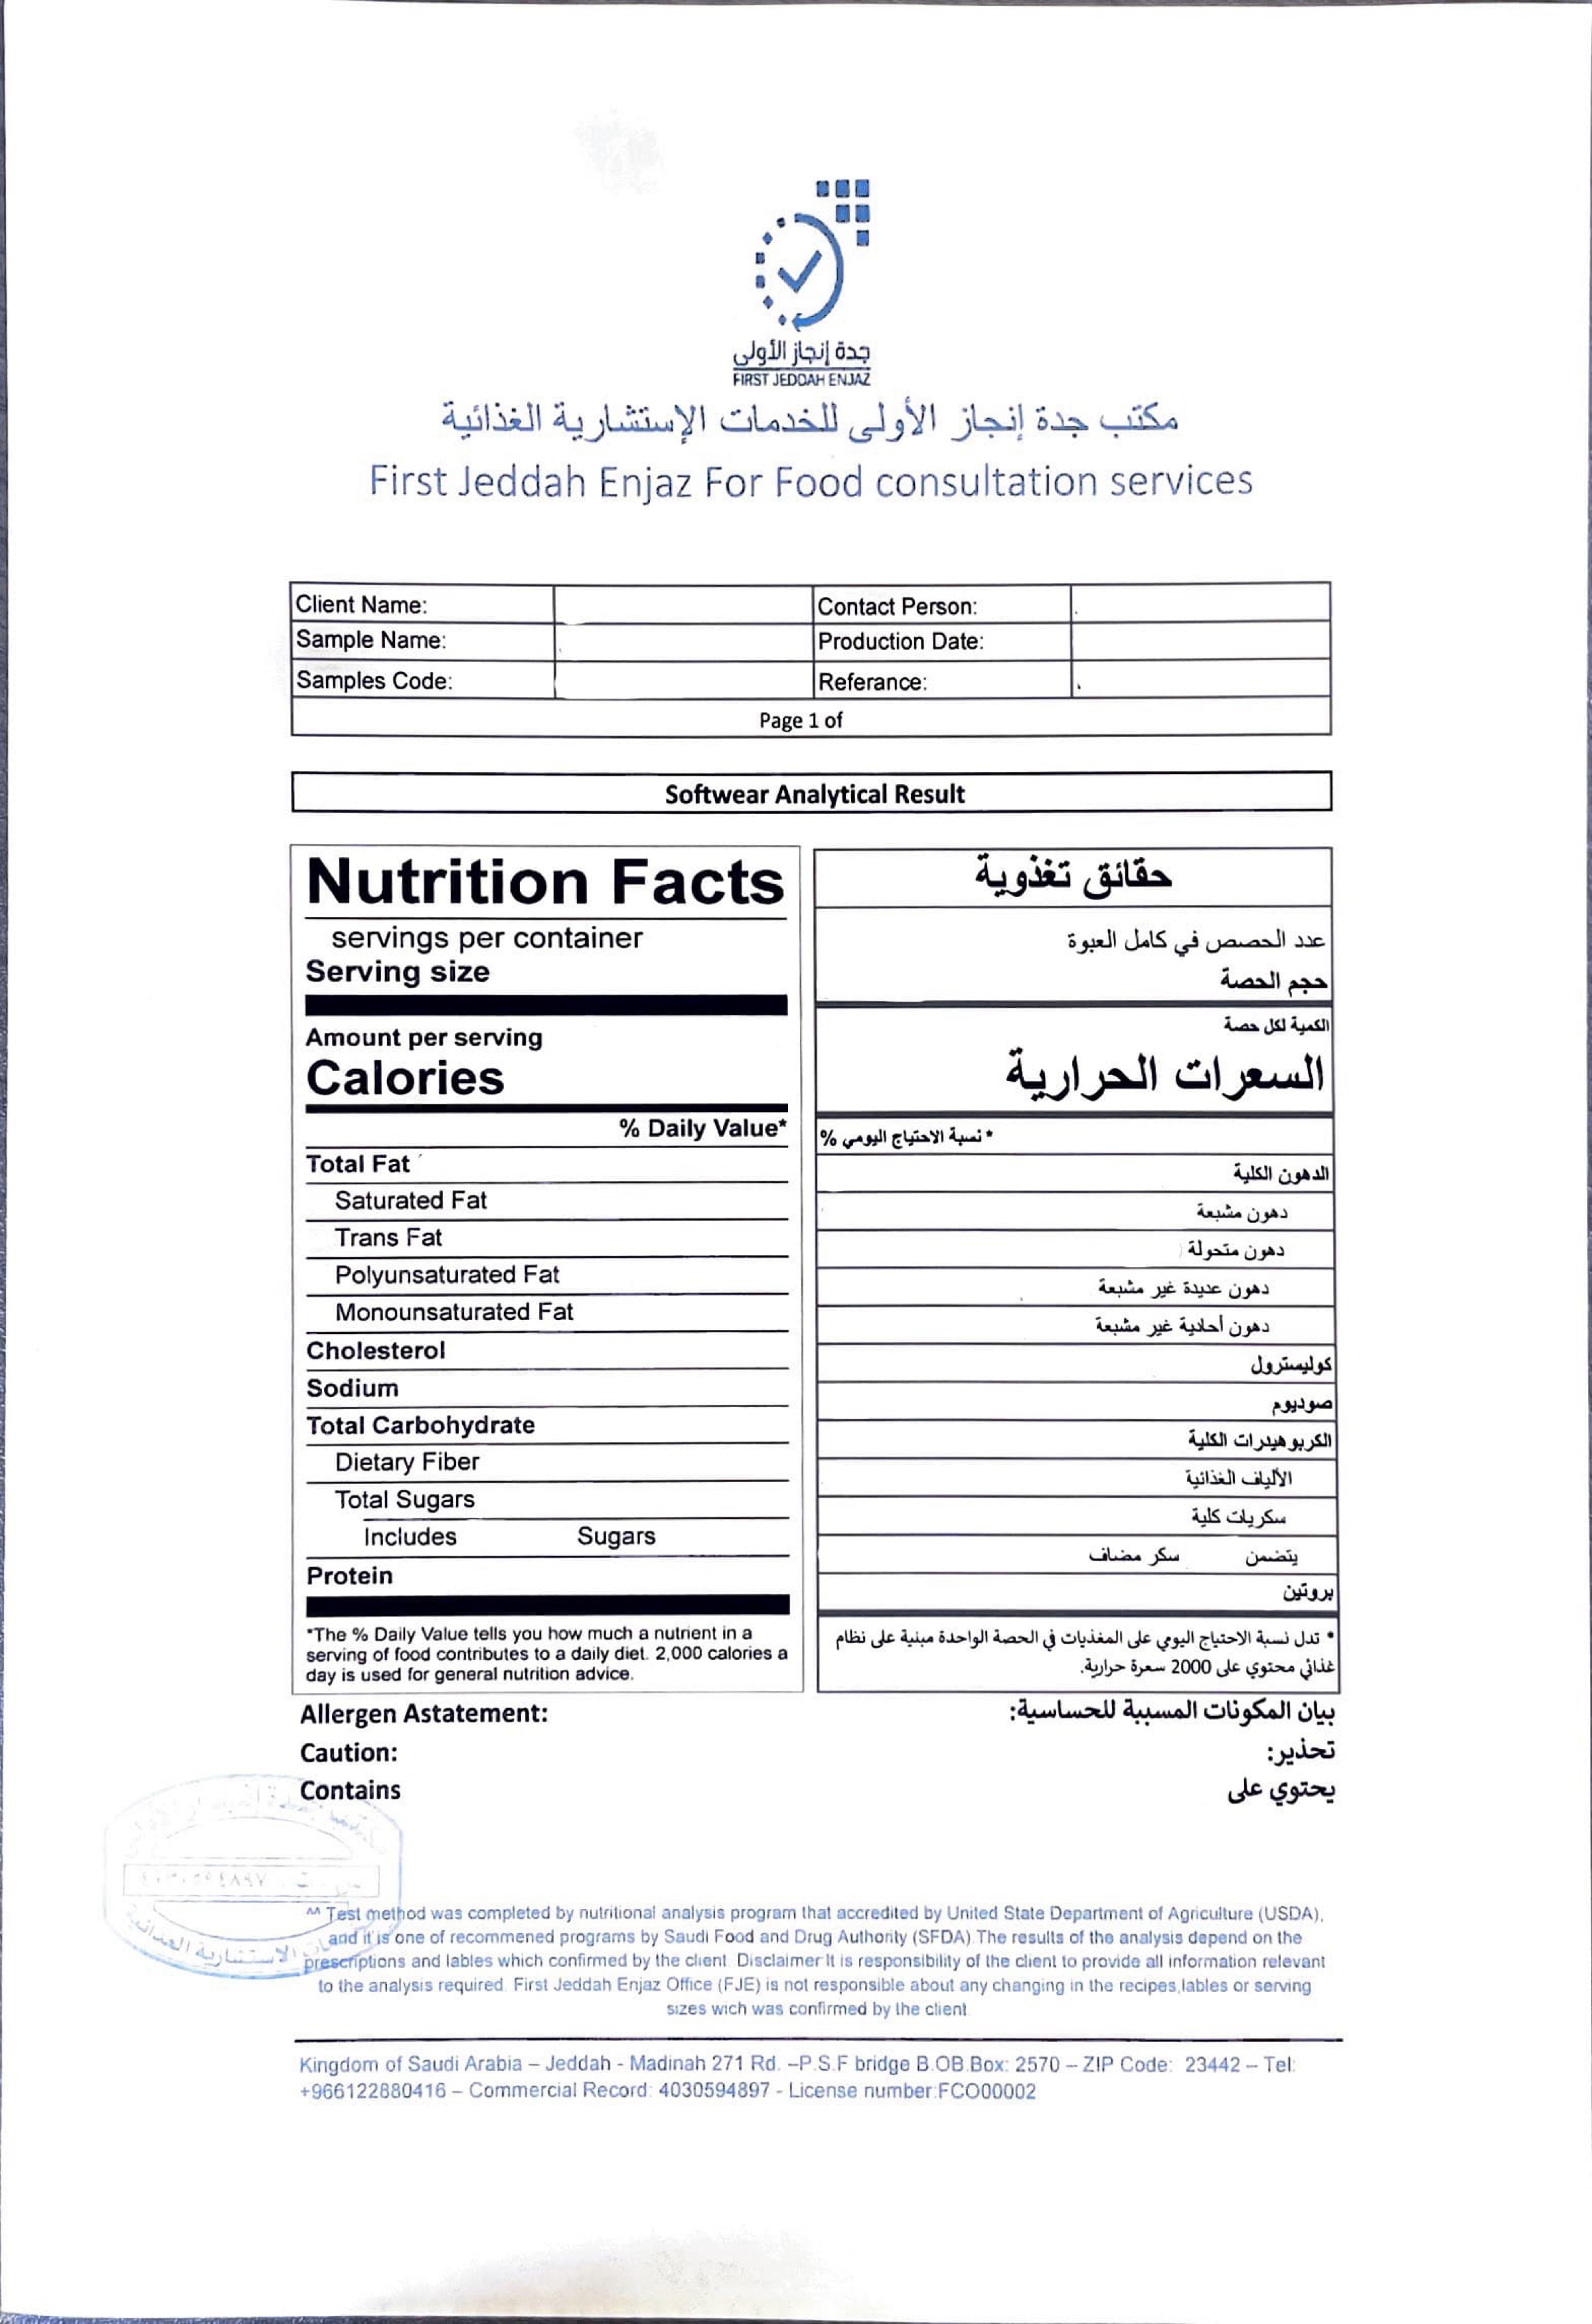 جدة إنجاز الأولى
FIRST JEDDAH ENJAZ
مكتب جدة إنجاز الأولى للخدمات الإستشارية الغذائية
First Jeddah Enjaz For Food consultation services
Client Name: Contact Person:
Sample Name: Production Date:
Samples Code: Referance:
Page 1 of
Softwear Analytical Result
Nutrition Facts
servings per container
Serving size
Amount per serving
Calories
% Daily Value*
Total Fat
Saturated Fat
Trans Fat
Polyunsaturated Fat
Monounsaturated Fat
Cholesterol
Sodium
Total Carbohydrate
Dietary Fiber
Total Sugars
Includes Sugars
Protein
*The % Daily Value tells you how much a nutrient in a
serving of food contributes to a daily diet. 2,000 calories a
day is used for general nutrition advice.
حقائق تغذوية
عدد الحصص في كامل العبوة
حجم الحصة
الكمية لكل حصة
السعرات الحرارية
* نسبة الاحتياج اليومي %
الدهون الكلية
دهون مشبعة
دهون متحولة
دهون عديدة غير مشبعة
دهون أحادية غير مشبعة
كوليسترول
صوديوم
الكربوهيدرات الكلية
الألياف الغذائية
سكريات كلية
يتضمن سكر مضاف
بروتين
* تدل نسبة الاحتياج اليومي على المغذيات في الحصة الواحدة مبنية على نظام
غذائي محتوي على 2000 سعرة حرارية.
Allergen Astatement:
بيان المكونات المسببة للحساسية:
Caution:
تحذير:
Contains
يحتوي على
^^ Test method was completed by nutritional analysis program that accredited by United State Department of Agriculture (USDA),
and it is one of recommened programs by Saudi Food and Drug Authority (SFDA).The results of the analysis depend on the
prescriptions and lables which confirmed by the client. Disclaimer:It is responsibility of the client to provide all information relevant
to the analysis required. First Jeddah Enjaz Office (FJE) is not responsible about any changing in the recipes,lables or serving
sizes wich was confirmed by the client
Kingdom of Saudi Arabia – Jeddah - Madinah 271 Rd. –P.S.F bridge B.OB.Box: 2570 – ZIP Code: 23442 – Tel:
+966122880416 – Commercial Record: 4030594897 - License number:FCO00002